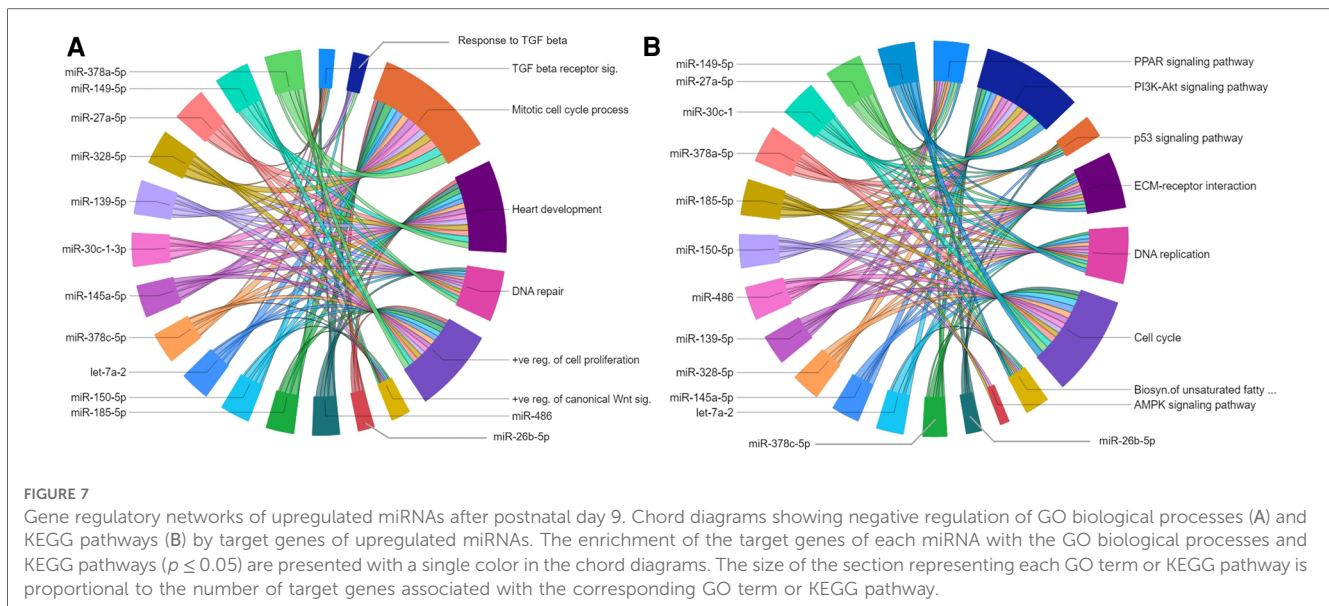 A
Response to TGF beta
TGF beta receptor sig.
Mitotic cell cycle process
Heart development
DNA repair
+ve reg. of cell proliferation
+ve reg. of canonical Wnt sig.
miR-486
miR-26b-5p
miR-378a-5p
miR-149-5p
miR-27a-5p
miR-328-5p
miR-139-5p
miR-30c-1-3p
miR-145a-5p
miR-378c-5p
let-7a-2
miR-150-5p
miR-185-5p
B
PPAR signaling pathway
PI3K-Akt signaling pathway
p53 signaling pathway
ECM-receptor interaction
DNA replication
Cell cycle
Biosyn.of unsaturated fatty ...
AMPK signaling pathway
miR-26b-5p
miR-149-5p
miR-27a-5p
miR-30c-1
miR-378a-5p
miR-185-5p
miR-150-5p
miR-486
miR-139-5p
miR-328-5p
miR-145a-5p
let-7a-2
miR-378c-5p
FIGURE 7
Gene regulatory networks of upregulated miRNAs after postnatal day 9. Chord diagrams showing negative regulation of GO biological processes (A) and
KEGG pathways (B) by target genes of upregulated miRNAs. The enrichment of the target genes of each miRNA with the GO biological processes and
KEGG pathways (p ≤ 0.05) are presented with a single color in the chord diagrams. The size of the section representing each GO term or KEGG pathway is
proportional to the number of target genes associated with the corresponding GO term or KEGG pathway.